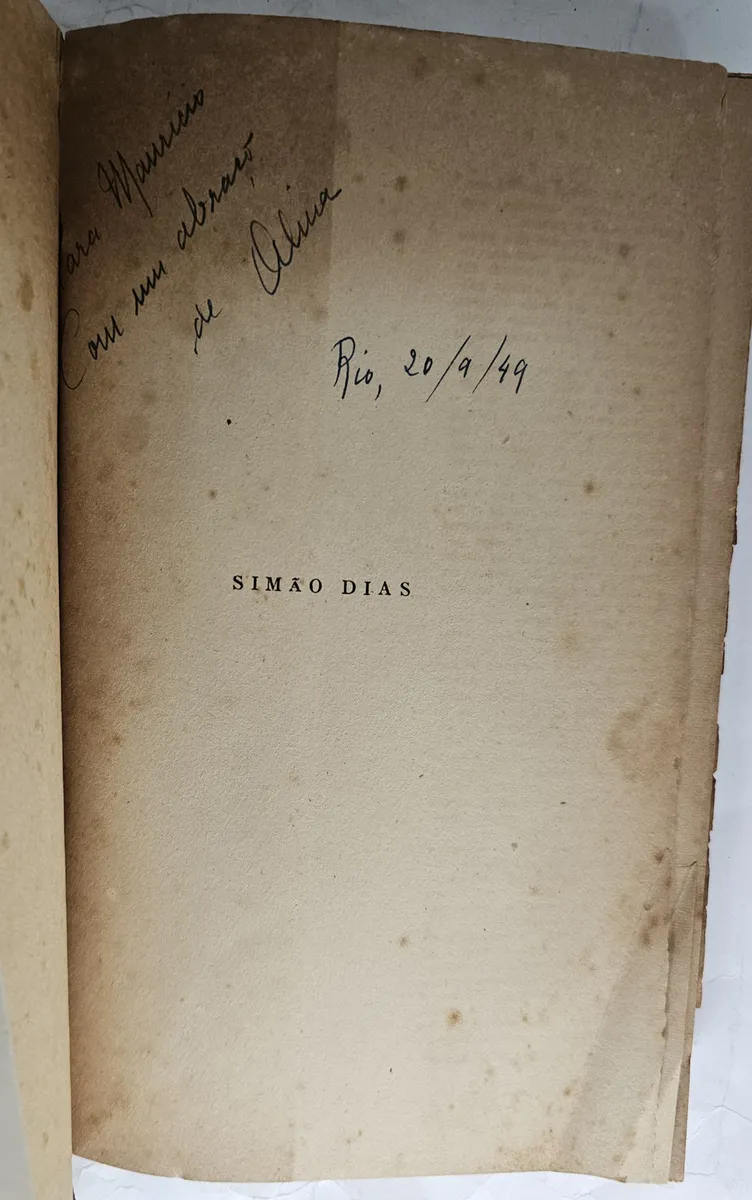 Para Maurício
Com um abraço,
de Alina
Rio, 20/9/49
SIMÃO DIAS